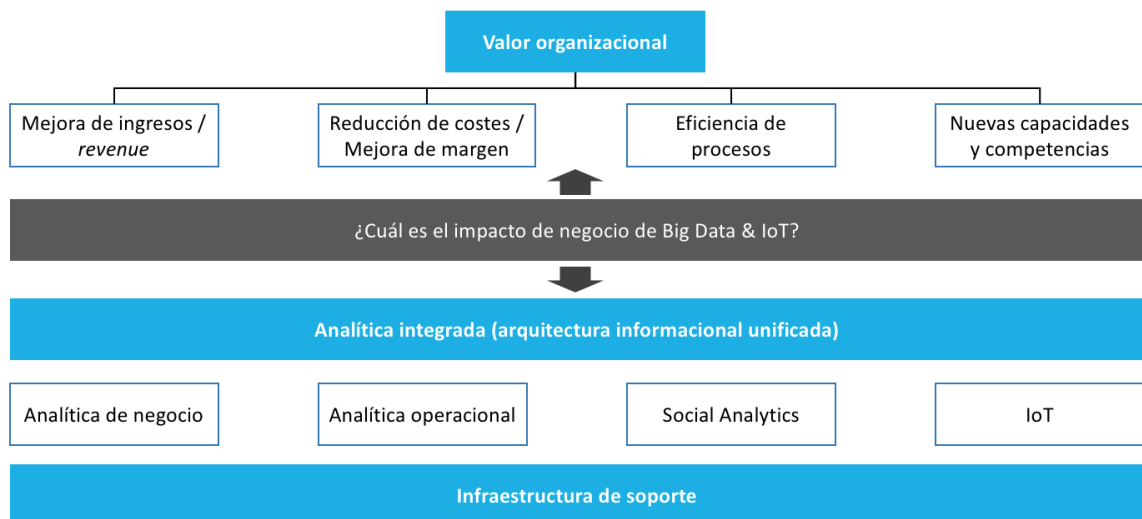 Valor organizacional
Mejora de ingresos /
revenue
Reducción de costes /
Mejora de margen
Eficiencia de
procesos
Nuevas capacidades
y competencias
¿Cuál es el impacto de negocio de Big Data & IoT?
Analítica integrada (arquitectura informacional unificada)
Analítica de negocio
Analítica operacional
Social Analytics
IoT
Infraestructura de soporte